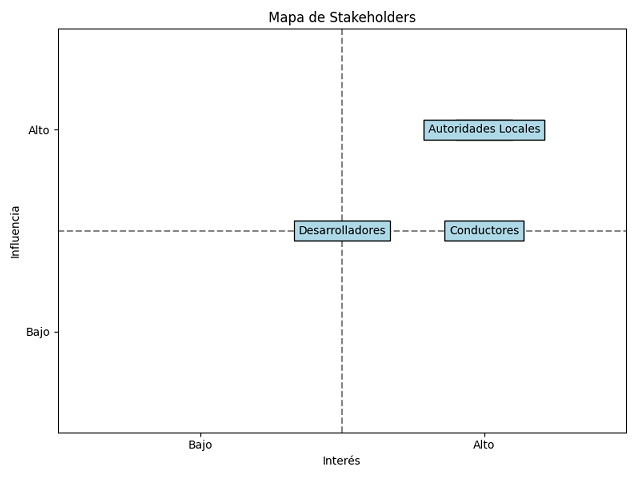 Mapa de Stakeholders
Alto
Autoridades Locales
Influencia
Desarrolladores
Conductores
Bajo
Bajo
Alto
Interés